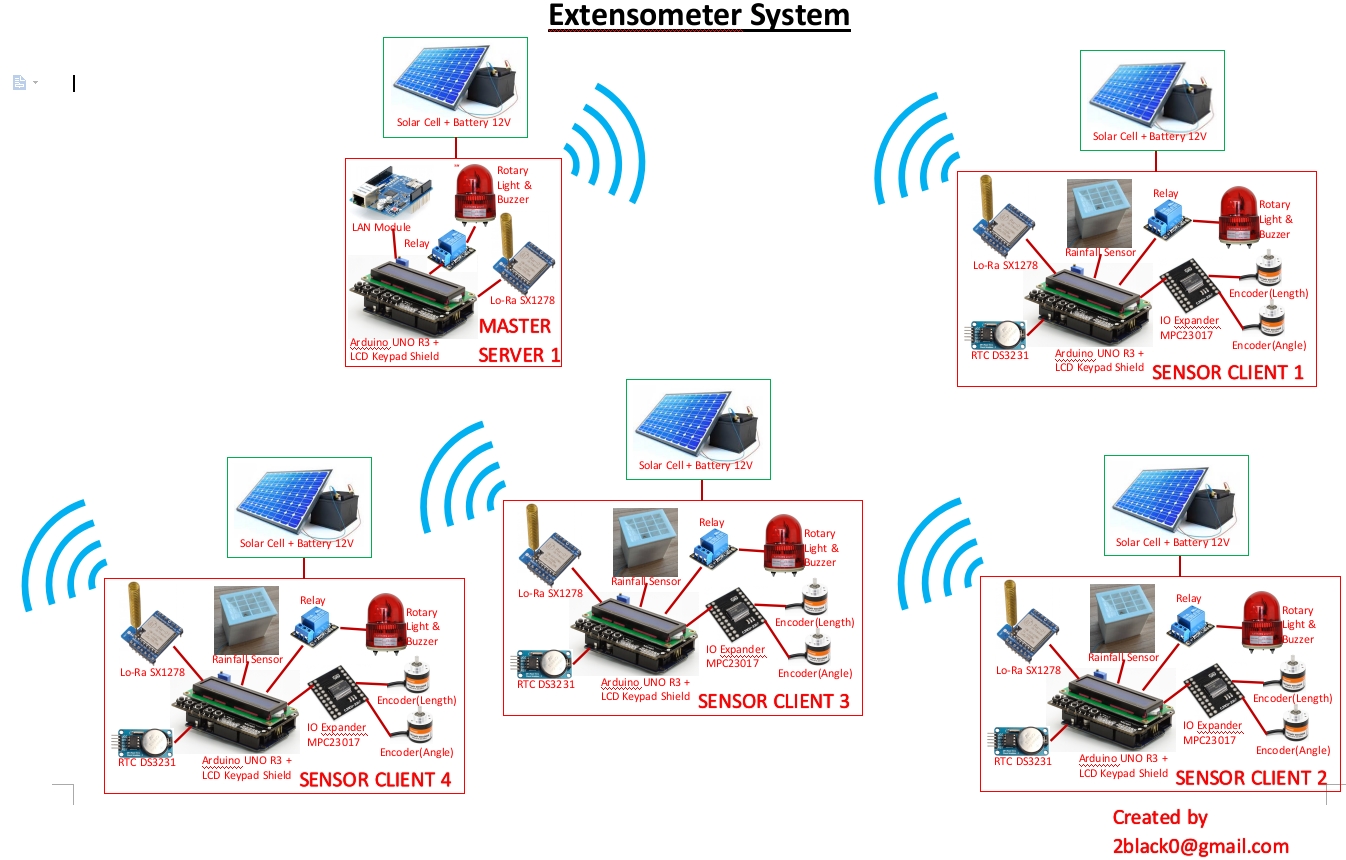 Extensometer System
Solar Cell + Battery 12V
Rotary
Light &
Buzzer
LAN Module
Relay
Lo-Ra SX1278
Arduino UNO R3 +
LCD Keypad Shield
MASTER
SERVER 1
Solar Cell + Battery 12V
Relay
Rotary
Light &
Buzzer
Rainfall Sensor
Lo-Ra SX1278
Encoder(Length)
IO Expander
MPC23017
Encoder(Angle)
RTC DS3231
Arduino UNO R3 +
LCD Keypad Shield
SENSOR CLIENT 1
Solar Cell + Battery 12V
Relay
Rotary
Light &
Buzzer
Rainfall Sensor
Lo-Ra SX1278
Encoder(Length)
IO Expander
MPC23017
Encoder(Angle)
RTC DS3231
Arduino UNO R3 +
LCD Keypad Shield
SENSOR CLIENT 3
Solar Cell + Battery 12V
Relay
Rotary
Light &
Buzzer
Rainfall Sensor
Lo-Ra SX1278
Encoder(Length)
IO Expander
MPC23017
Encoder(Angle)
RTC DS3231
Arduino UNO R3 +
LCD Keypad Shield
SENSOR CLIENT 4
Solar Cell + Battery 12V
Relay
Rotary
Light &
Buzzer
Rainfall Sensor
Lo-Ra SX1278
Encoder(Length)
IO Expander
MPC23017
Encoder(Angle)
RTC DS3231
Arduino UNO R3 +
LCD Keypad Shield
SENSOR CLIENT 2
Created by
2black0@gmail.com